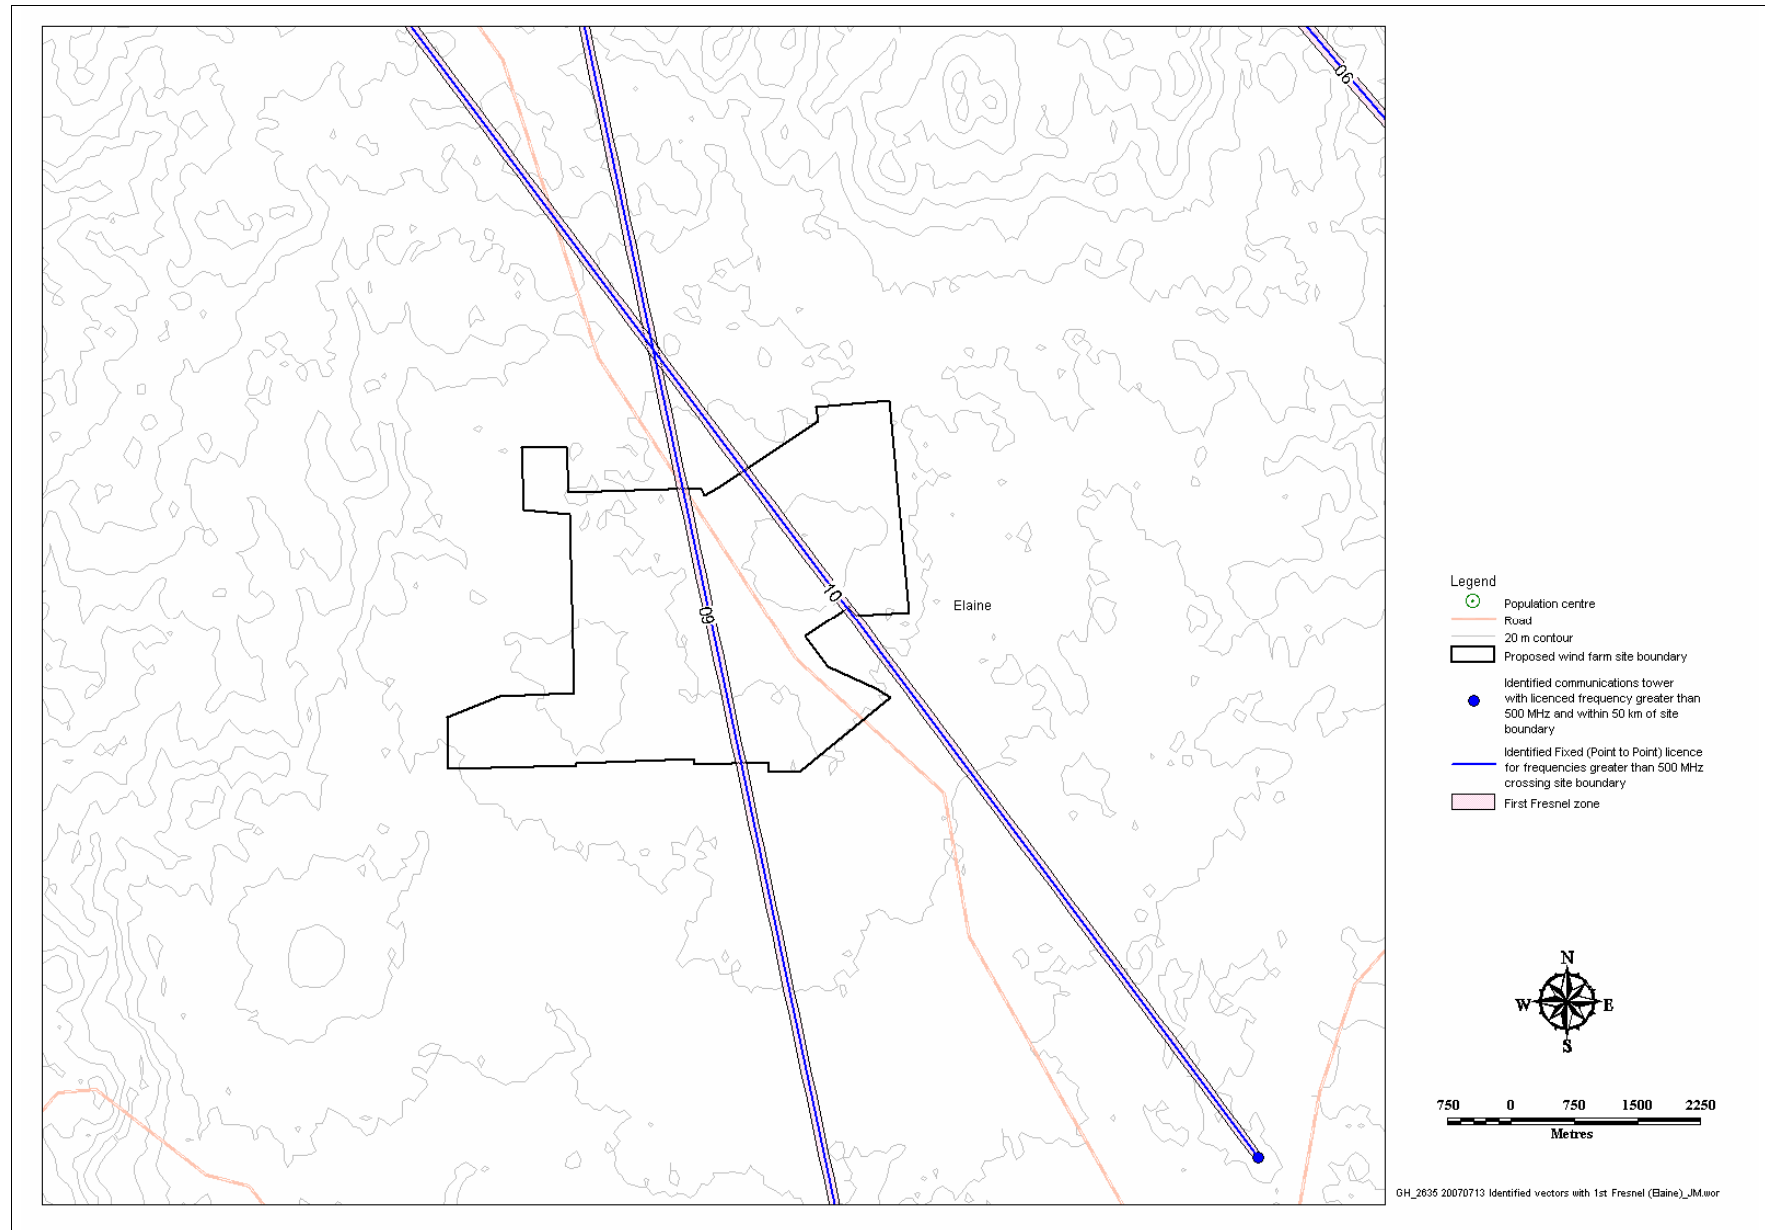 06
10
09
Elaine
Legend
Population centre
Road
20 m contour
Proposed wind farm site boundary
Identified communications tower
with licenced frequency greater than
500 MHz and within 50 km of site
boundary
Identified Fixed (Point to Point) licence
for frequencies greater than 500 MHz
crossing site boundary
First Fresnel zone
N
W E
S
750 0 750 1500 2250
Metres
GH_2635 20070713 Identified vectors with 1st Fresnel (Elaine)_JM.wor